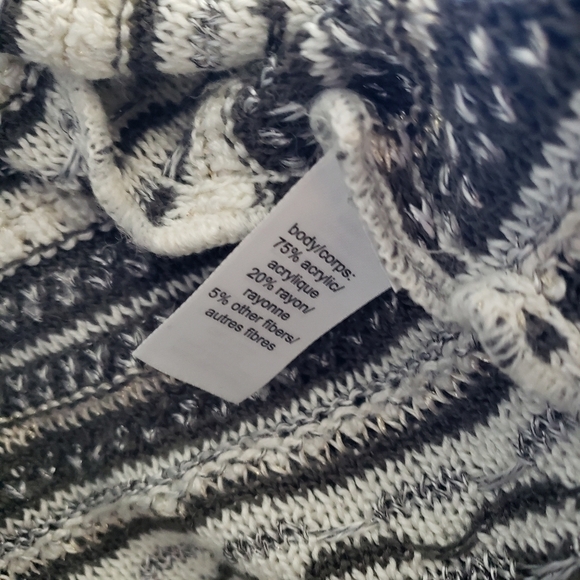 body/corps:
75% acrylic/
acrylique
20% rayon/
rayonne
5% other fibers/
autres fibres